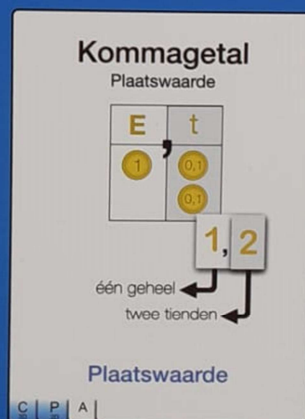 Kommagetal
Plaatswaarde
E , t
1 0,1
0,1
1, 2
één geheel
twee tienden
Plaatswaarde
C P A